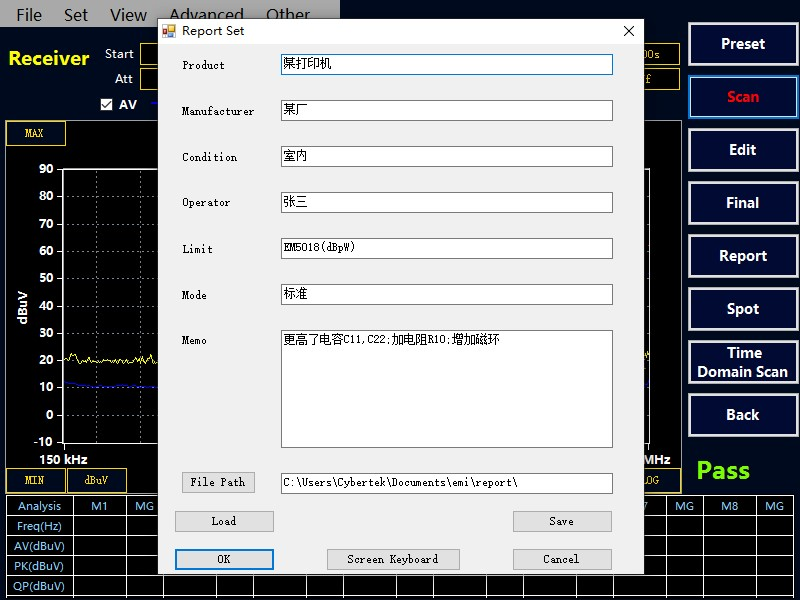 File Set View Advanced Other
Report Set
Receiver
Start
Att
AV
MAX
90
80
70
60
50
40
30
20
10
0
-10
dBuV
150 kHz
MIN dBuV
Product 某打印机
Manufacturer 某厂
Condition 室内
Operator 张三
Limit EM5018(dBpW)
Mode 标准
Memo 更高了电容C11,C22;加电阻R10;增加磁环
File Path C:\Users\Cybertek\Documents\emi\report\
Load Save
OK Screen Keyboard Cancel
MHz
Preset
Scan
Edit
Final
Report
Spot
Time
Domain Scan
Back
Pass
Analysis M1 MG MG M8 MG
Freq(Hz)
AV(dBuV)
PK(dBuV)
QP(dBuV)